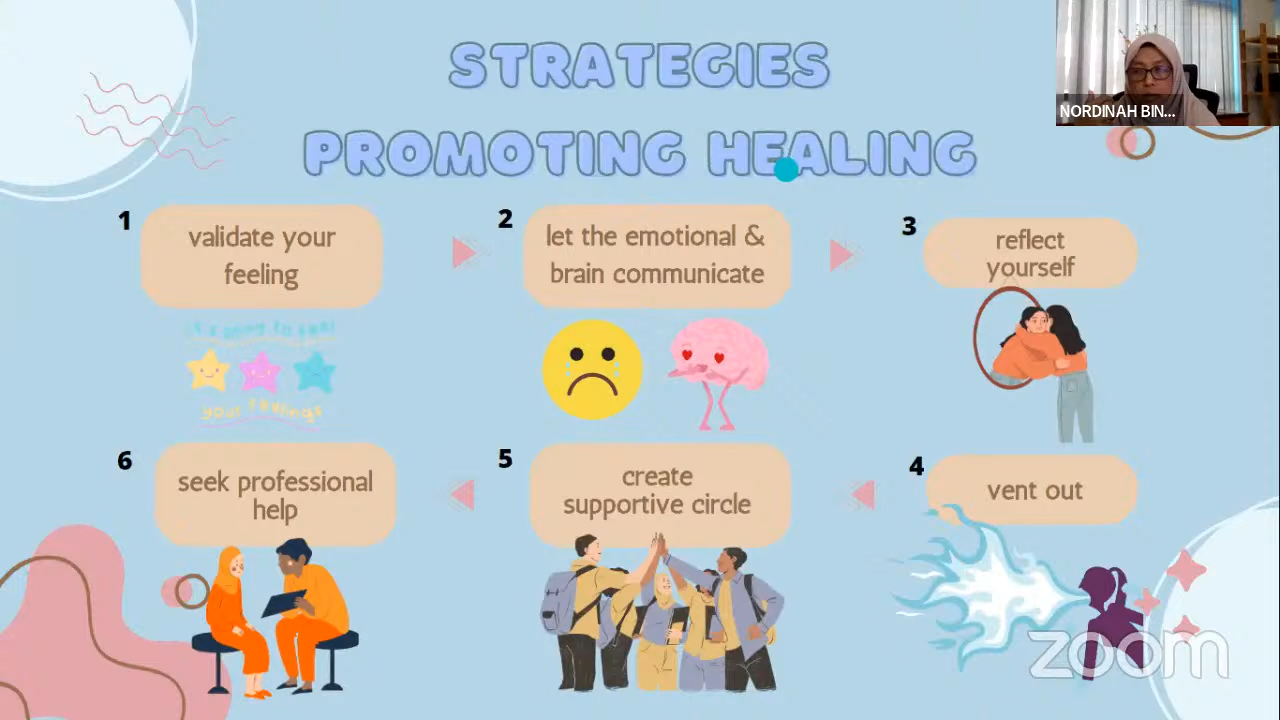 STRATEGIES
PROMOTING HEALING
NORDINAH BIN...
1
validate your
feeling
2
let the emotional &
brain communicate
3
reflect
yourself
your feelings
6
seek professional
help
5
create
supportive circle
4
vent out
zoom